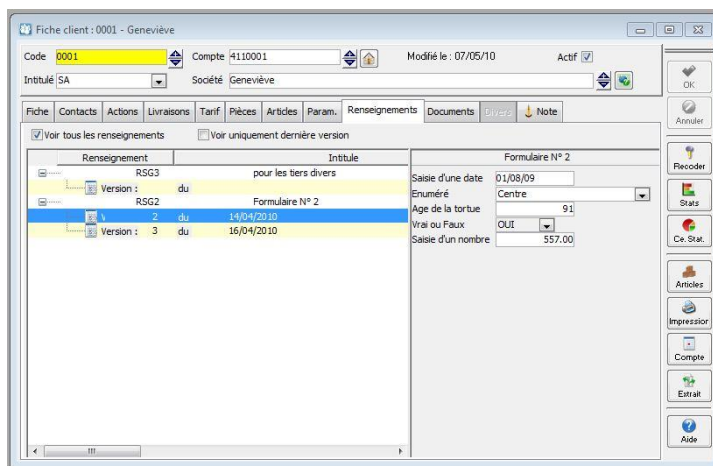 Fiche client : 0001 - Geneviève
Code 0001 Compte 4110001 Modifié le : 07/05/10 Actif
Intitulé SA Société Geneviève
Fiche Contacts Actions Livraisons Tarif Pièces Articles Param. Renseignements Documents Divers Note
Voir tous les renseignements Voir uniquement dernière version
Renseignement Intitule
RSG3 pour les tiers divers
Version : du
RSG2 Formulaire N° 2
V 2 du 14/04/2010
Version : 3 du 16/04/2010
Formulaire N° 2
Saisie d'une date 01/08/09
Enuméré Centre
Age de la tortue 91
Vrai ou Faux OUI
Saisie d'un nombre 557.00
OK
Annuler
Recoder
Stats
Ce. Stat.
Articles
Impression
Compte
Extrait
Aide